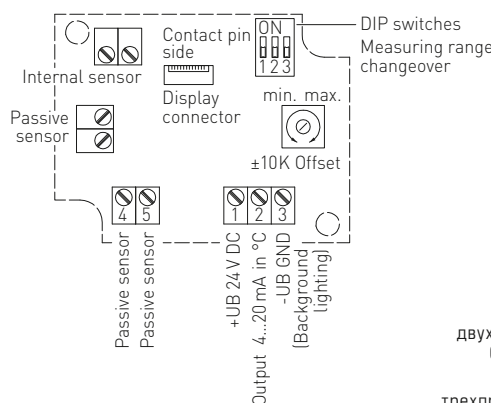 ON
1 2 3
DIP switches
Measuring range
changeover
Contact pin
side
Internal sensor
Display
connector
min. max.
Passive
sensor
±10K Offset
4 5
1 2 3
Passive sensor
Passive sensor
+UB 24 V DC
Output 4...20 mA in °C
-UB GND
(Background
lighting)
двух